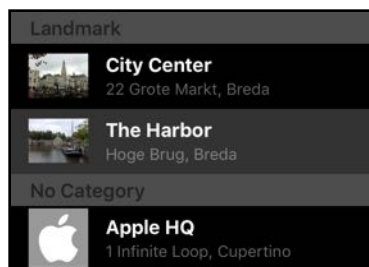 Landmark
City Center
22 Grote Markt, Breda
The Harbor
Hoge Brug, Breda
No Category
Apple HQ
1 Infinite Loop, Cupertino